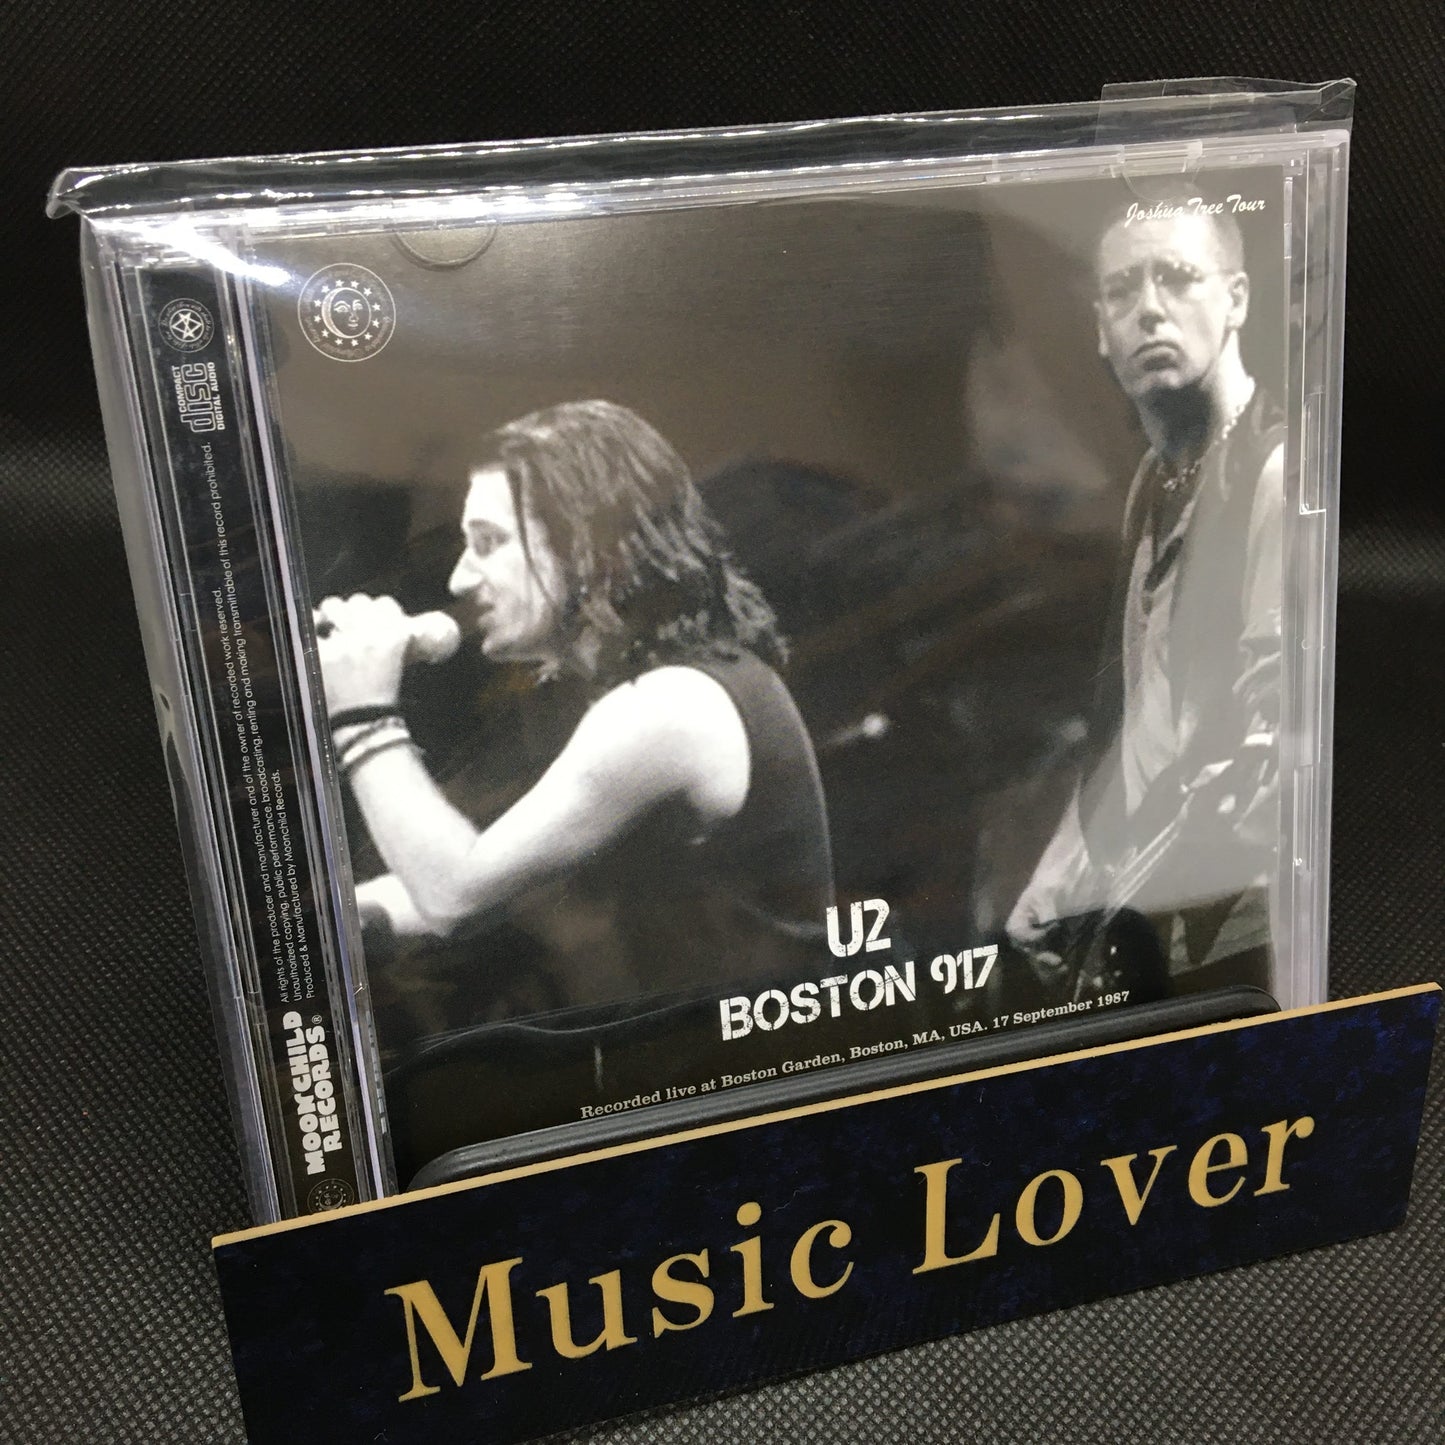 Joshua Tree Tour
COMPACT
disc
DIGITAL AUDIO
All rights of the producer and manufacturer and of the owner of recorded work reserved.
Unauthorized copying, public performance, broadcasting, renting and making transmittable of this record prohibited.
Produced & Manufactured by Moonchild Records.
MOONCHILD
RECORDS®
U2
BOSTON 917
Recorded live at Boston Garden, Boston, MA, USA. 17 September 1987
Music Lover